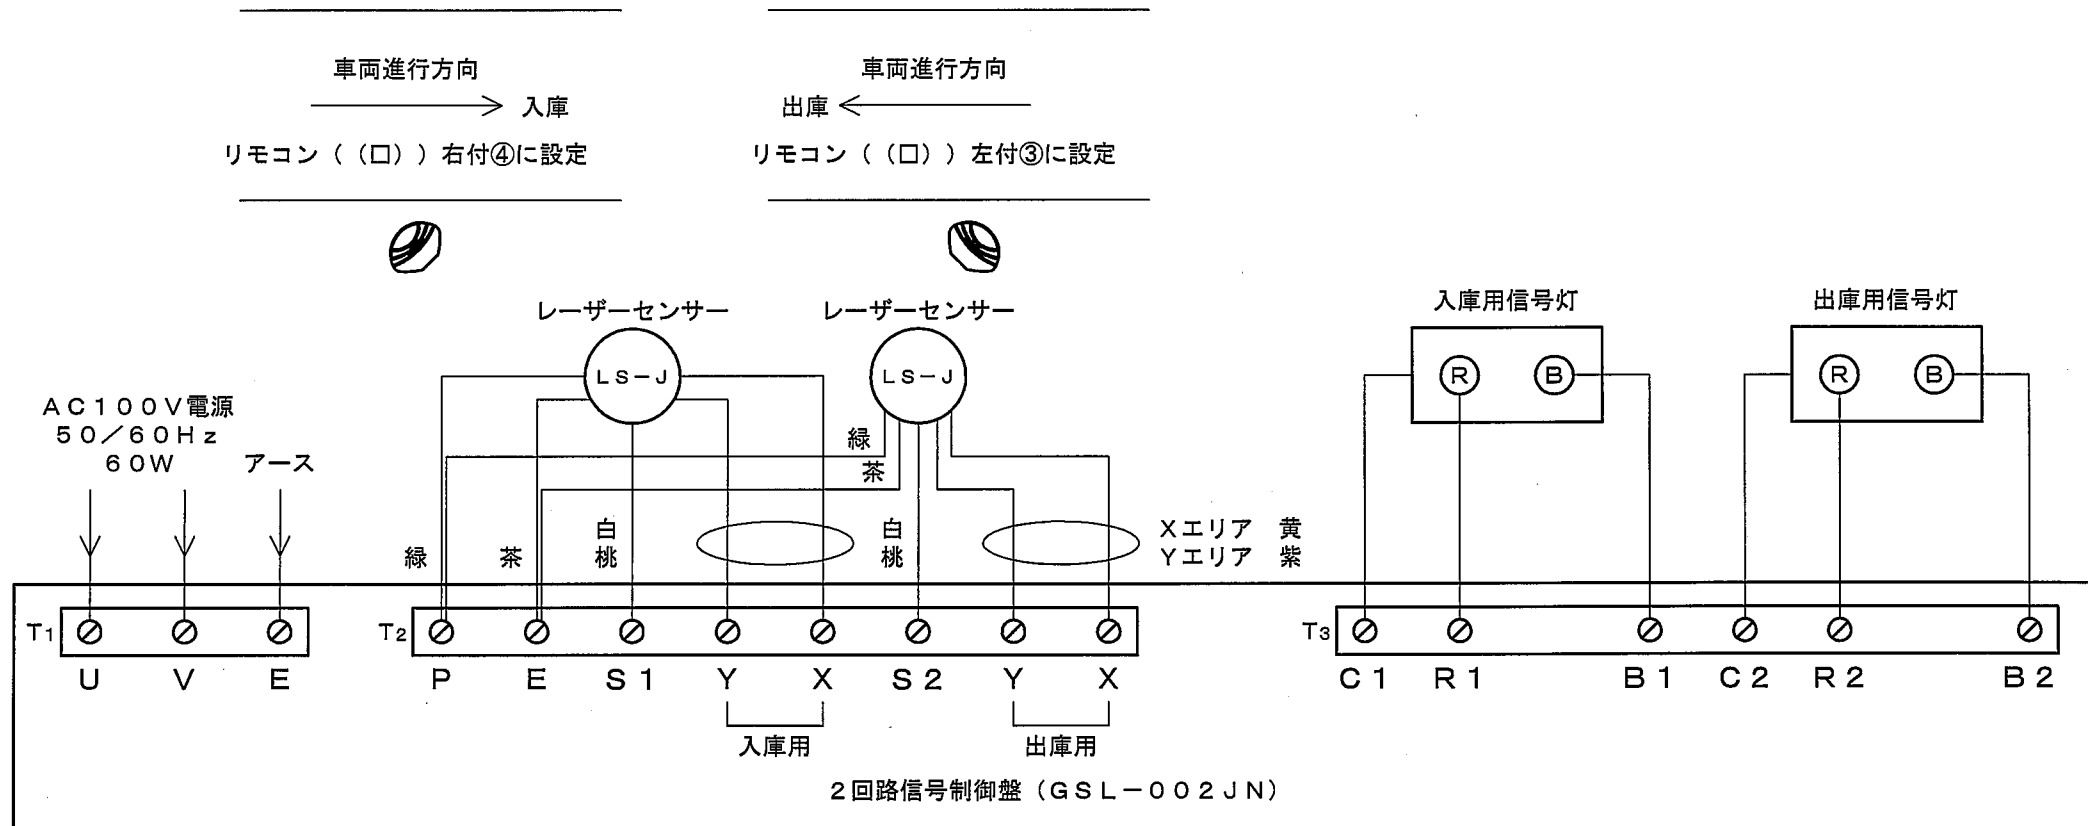 車両進行方向
入庫
リモコン（（口））右付④に設定
車両進行方向
出庫
リモコン（（口））左付③に設定
レーザーセンサー
LS－J
レーザーセンサー
LS－J
入庫用信号灯
R B
出庫用信号灯
R B
AC100V電源
50／60Hz
60W
アース
緑
茶
緑
茶
白
桃
白
桃
Xエリア 黄
Yエリア 紫
T1
U V E
T2
P E S1 Y X S2 Y X
入庫用
出庫用
T3
C1 R1 B1 C2 R2 B2
2回路信号制御盤（GSL－002JN）